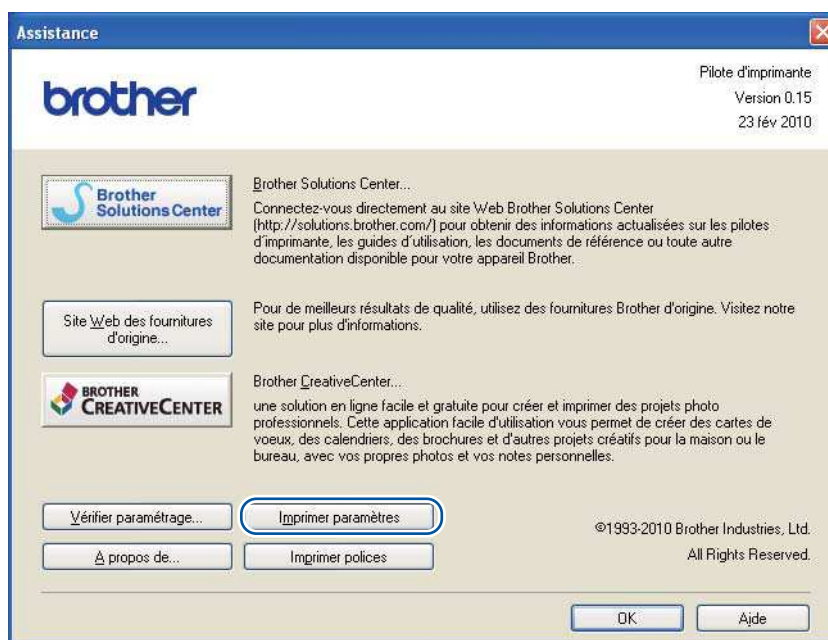 Assistance
brother
Pilote d'imprimante
Version 0.15
23 fév 2010
Brother
Solutions Center
Brother Solutions Center...
Connectez-vous directement au site Web Brother Solutions Center
(http://solutions.brother.com/) pour obtenir des informations actualisées sur les pilotes
d'imprimante, les guides d'utilisation, les documents de référence ou toute autre
documentation disponible pour votre appareil Brother.
Site Web des fournitures
d'origine...
Pour de meilleurs résultats de qualité, utilisez des fournitures Brother d'origine. Visitez notre
site pour plus d'informations.
BROTHER
CREATIVECENTER
Brother CreativeCenter...
une solution en ligne facile et gratuite pour créer et imprimer des projets photo
professionnels. Cette application facile d'utilisation vous permet de créer des cartes de
voeux, des calendriers, des brochures et d'autres projets créatifs pour la maison ou le
bureau, avec vos propres photos et vos notes personnelles.
Vérifier paramétrage...
Imprimer paramètres
©1993-2010 Brother Industries, Ltd.
A propos de...
Imprimer polices
All Rights Reserved.
OK
Aide